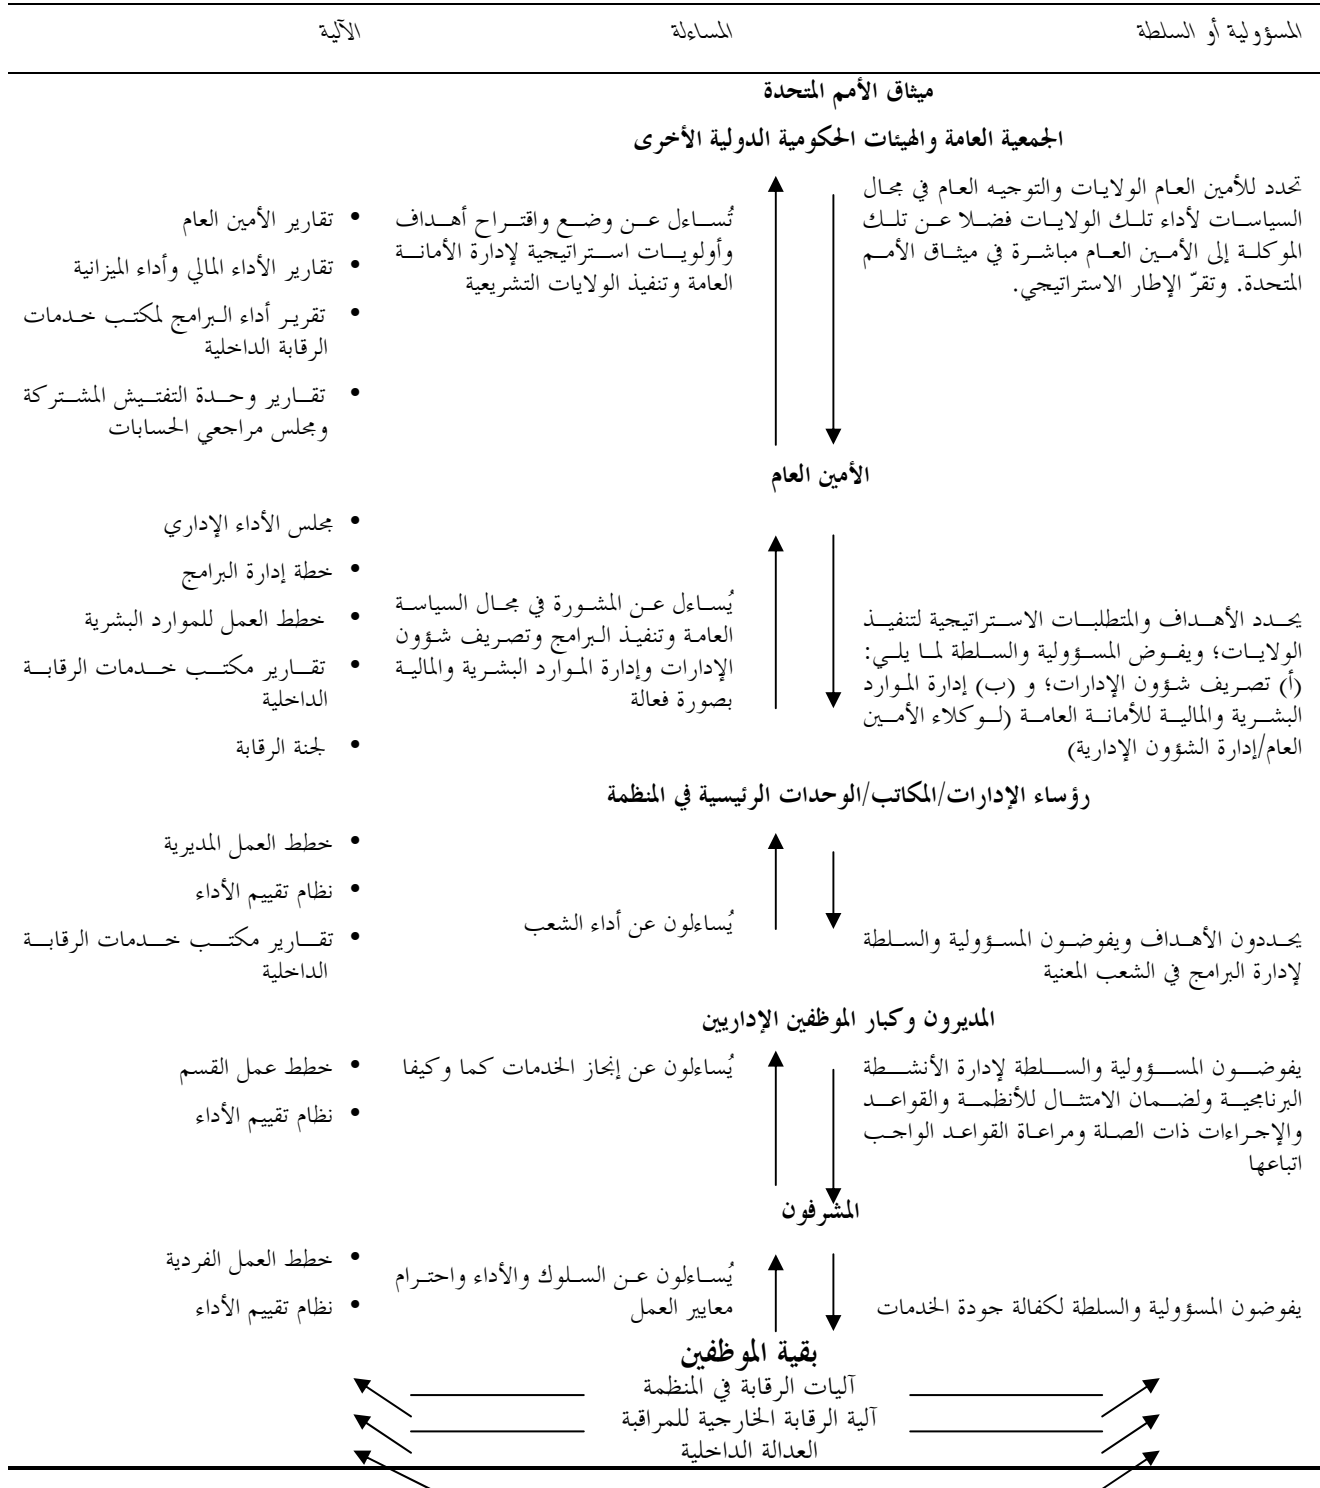 المسؤولية أو السلطة
المساءلة
الآلية
ميثاق الأمم المتحدة
الجمعية العامة والهيئات الحكومية الدولية الأخرى
تحدد للأمين العام الولايات والتوجيه العام في مجال
السياسات لأداء تلك الولايات فضلا عن تلك
الموكلة إلى الأمين العام مباشرة في ميثاق الأمم
المتحدة. وتقرّ الإطار الاستراتيجي.
تُساءل عن وضع واقتراح أهداف
وأولويات استراتيجية لإدارة الأمانة
العامة وتنفيذ الولايات التشريعية
• تقارير الأمين العام
• تقارير الأداء المالي وأداء الميزانية
• تقرير أداء البرامج لمكتب خدمات
الرقابة الداخلية
• تقارير وحدة التفتيش المشتركة
ومجلس مراجعي الحسابات
الأمين العام
يحدد الأهداف والمتطلبات الاستراتيجية لتنفيذ
الولايات؛ ويفوض المسؤولية والسلطة لما يلي:
(أ) تصريف شؤون الإدارات؛ و (ب) إدارة الموارد
البشرية والمالية للأمانة العامة (لوكلاء الأمين
العام/إدارة الشؤون الإدارية)
يُساءل عن المشورة في مجال السياسة
العامة وتنفيذ البرامج وتصريف شؤون
الإدارات وإدارة الموارد البشرية والمالية
بصورة فعالة
• مجلس الأداء الإداري
• خطة إدارة البرامج
• خطط العمل للموارد البشرية
• تقارير مكتب خدمات الرقابة
الداخلية
• لجنة الرقابة
رؤساء الإدارات/المكاتب/الوحدات الرئيسية في المنظمة
يحددون الأهداف ويفوضون المسؤولية والسلطة
لإدارة البرامج في الشعب المعنية
يُساءلون عن أداء الشعب
• خطط العمل المديرية
• نظام تقييم الأداء
• تقارير مكتب خدمات الرقابة
الداخلية
المديرون وكبار الموظفين الإداريين
يفوضون المسؤولية والسلطة لإدارة الأنشطة
البرنامجية ولضمان الامتثال للأنظمة والقواعد
والإجراءات ذات الصلة ومراعاة القواعد الواجب
اتباعها
يُساءلون عن إنجاز الخدمات كما وكيفا
• خطط عمل القسم
• نظام تقييم الأداء
المشرفون
يفوضون المسؤولية والسلطة لكفالة جودة الخدمات
يُساءلون عن السلوك والأداء واحترام
معايير العمل
• خطط العمل الفردية
• نظام تقييم الأداء
بقية الموظفين
آليات الرقابة في المنظمة
آلية الرقابة الخارجية للمراقبة
العدالة الداخلية